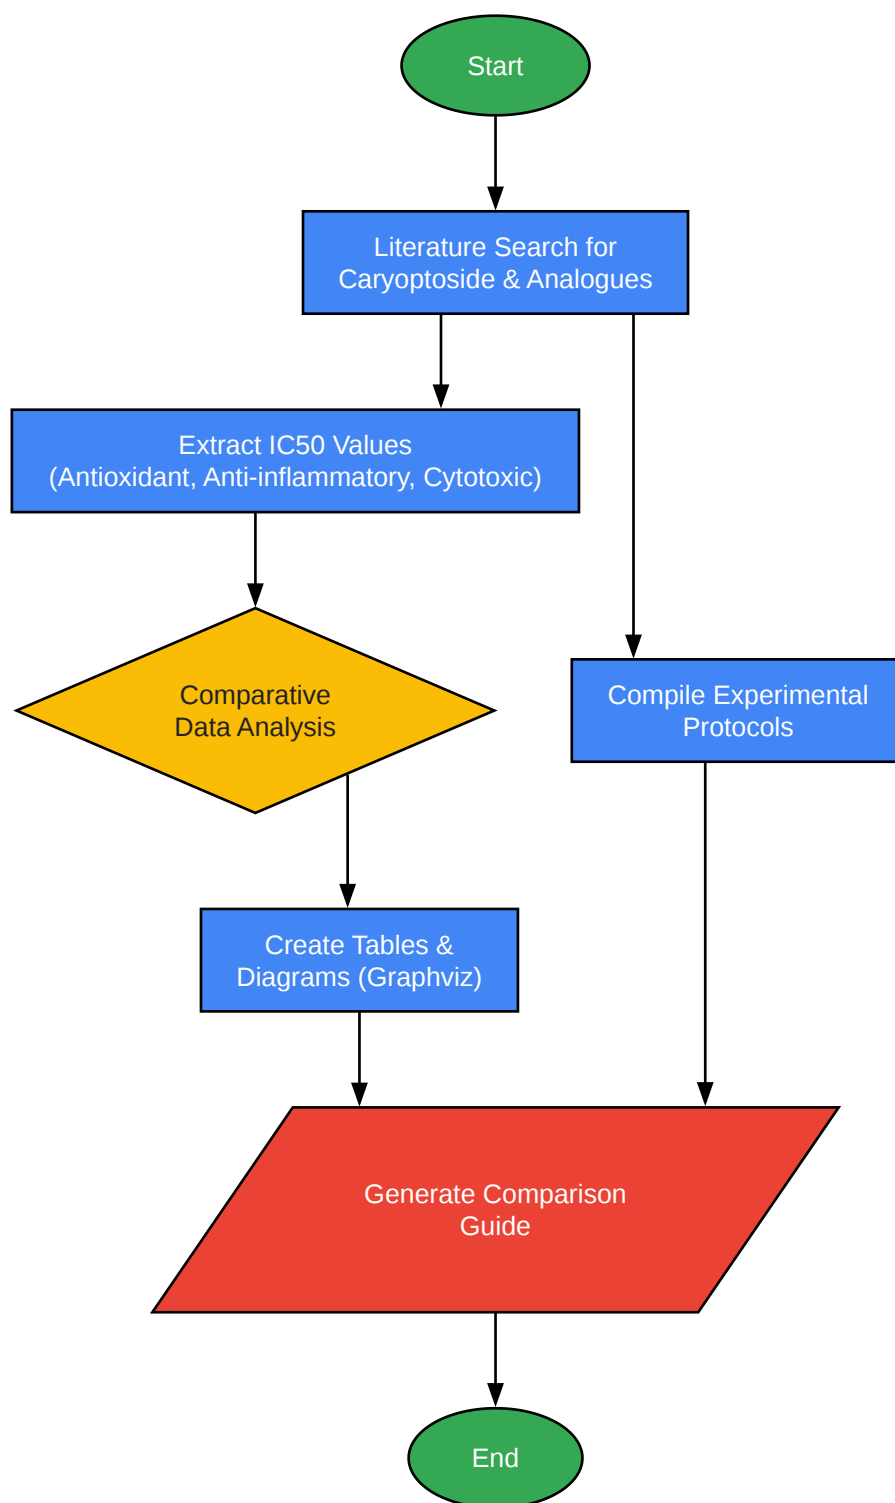 Start
Literature Search for
Caryoptoside & Analogues
Extract IC50 Values
(Antioxidant, Anti-inflammatory, Cytotoxic)
Comparative
Data Analysis
Compile Experimental
Protocols
Create Tables &
Diagrams (Graphviz)
Generate Comparison
Guide
End